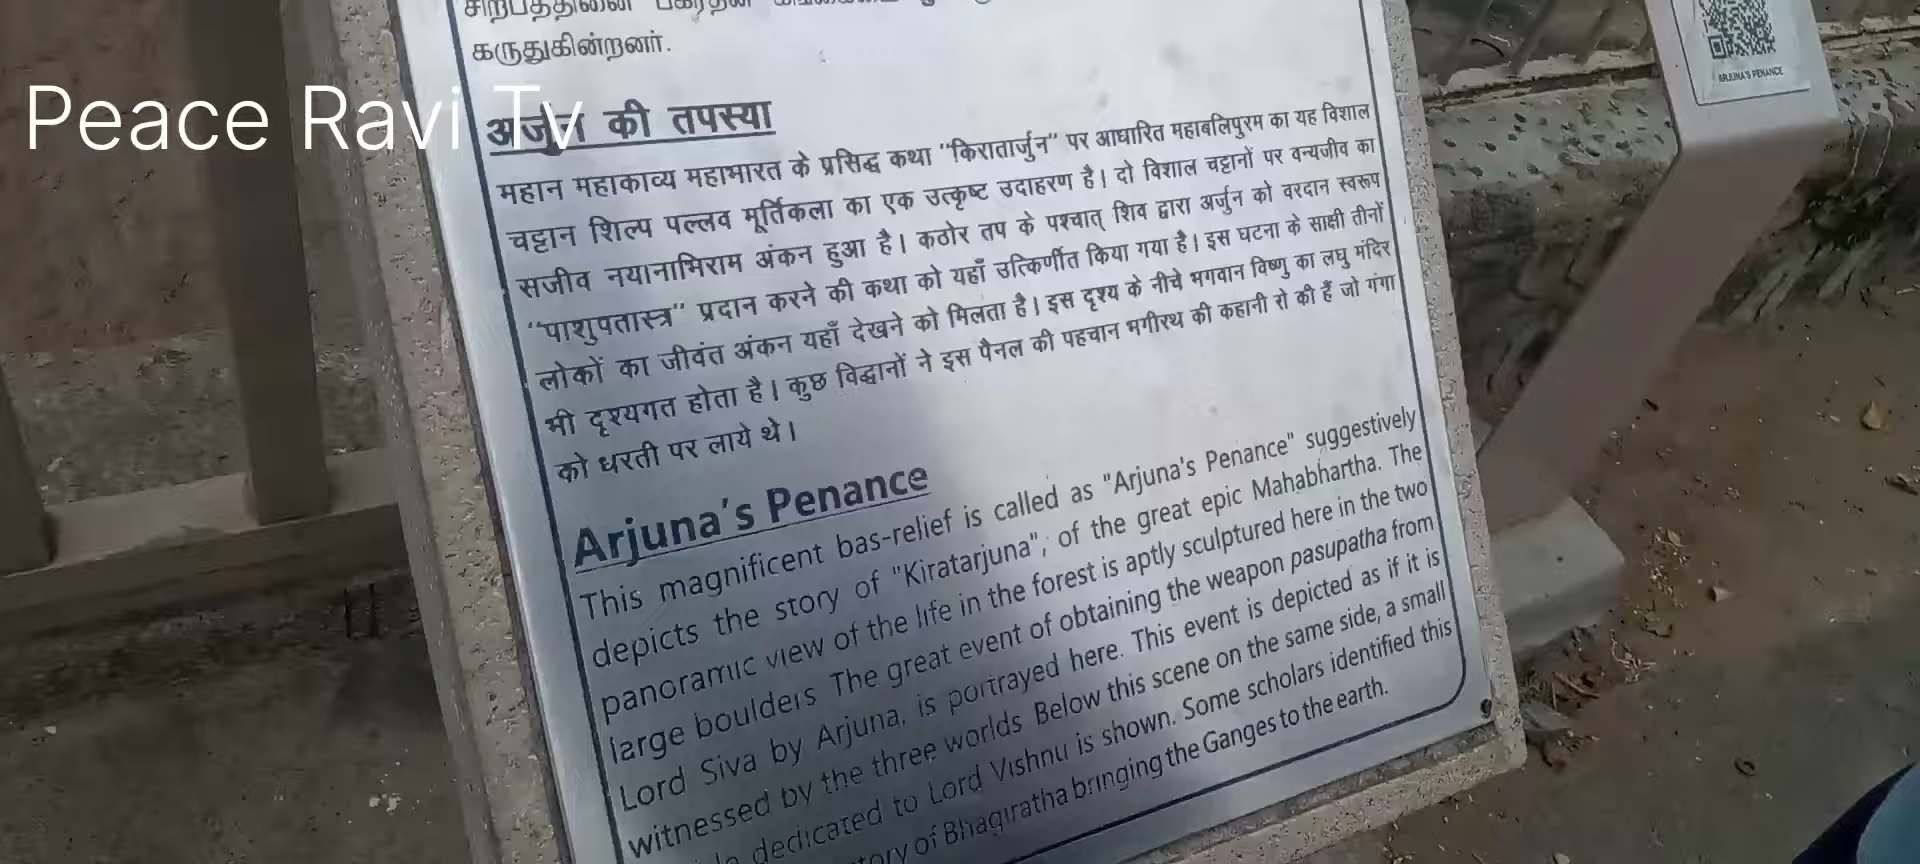 கருதுகின்றனர்.
Peace Ravi Tv
अर्जुन की तपस्या
महान महाकाव्य महाभारत के प्रसिद्ध कथा "किरातार्जुन" पर आधारित महाबलिपुरम का यह विशाल
चट्टान शिल्प पल्लव मूर्तिकला का एक उत्कृष्ट उदाहरण है। दो विशाल चट्टानों पर वन्यजीव का
सजीव नयानाभिराम अंकन हुआ है। कठोर तप के पश्चात् शिव द्वारा अर्जुन को वरदान स्वरूप
"पाशुपतास्त्र" प्रदान करने की कथा को यहाँ उत्किर्णीत किया गया है। इस घटना के साक्षी तीनों
लोकों का जीवंत अंकन यहाँ देखने को मिलता है। इस दृश्य के नीचे भगवान विष्णु का लघु मंदिर
भी दृश्यगत होता है। कुछ विद्वानों ने इस पैनल की पहचान भगीरथ की कहानी से की हैं जो गंगा
को धरती पर लाये थे।
Arjuna's Penance
This magnificent bas-relief is called as "Arjuna's Penance" suggestively
depicts the story of "Kiratarjuna", of the great epic Mahabhartha. The
panoramic view of the life in the forest is aptly sculptured here in the two
large boulders The great event of obtaining the weapon pasupatha from
Lord Siva by Arjuna, is portrayed here. This event is depicted as if it is
witnessed by the three worlds Below this scene on the same side, a small
dedicated to Lord Vishnu is shown. Some scholars identified this
of Bhagiratha bringing the Ganges to the earth.
ARJUNA'S PENANCE